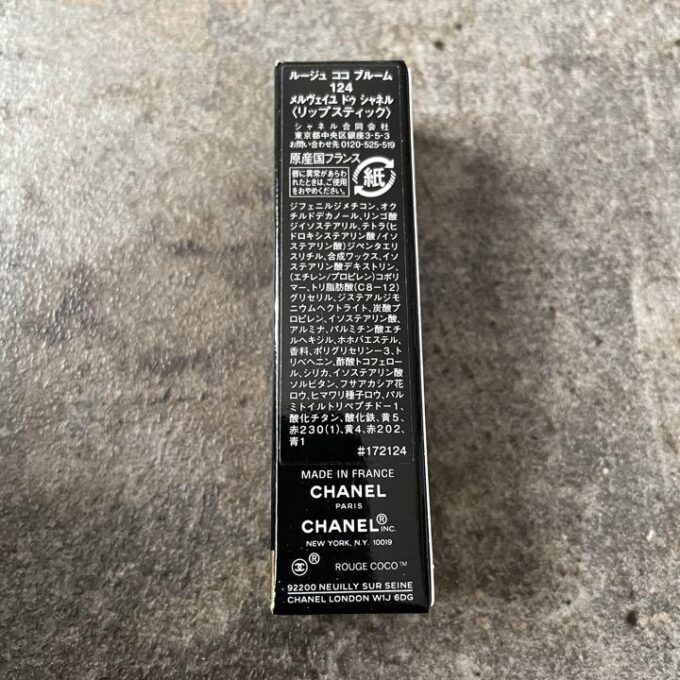 ルージュ ココ ブルーム
124
メルヴェイユ ドゥ シャネル
〈リップスティック〉
シャネル合同会社
東京都中央区銀座3-5-3
お問い合わせ先 0120-525-519
原産国フランス
唇に異常があらわ
れたときは、ご使用
をおやめください。
紙
ジフェニルジメチコン、オク
チルドデカノール、リンゴ酸
ジイソステアリル、テトラ(ヒ
ドロキシステアリン酸/イソ
ステアリン酸)ジペンタエリ
スリチル、合成ワックス、イソ
ステアリン酸デキストリン、
(エチレン/プロピレン)コポリ
マー、トリ脂肪酸(C8-12)
グリセリル、ジステアルジモ
ニウムヘクトライト、炭酸プ
ロピレン、イソステアリン酸、
アルミナ、パルミチン酸エチ
ルヘキシル、ホホバエステル、
香料、ポリグリセリン-3、ト
リベヘニン、酢酸トコフェロ
ール、シリカ、イソステアリン酸
ソルビタン、フサアカシア花
ロウ、ヒマワリ種子ロウ、パル
ミトイルトリペプチド-1、
酸化チタン、酸化鉄、黄5、
赤230(1)、黄4、赤202、
青1
#172124
MADE IN FRANCE
CHANEL
PARIS
CHANEL® INC.
NEW YORK, N.Y. 10019
® ROUGE COCO™
92200 NEUILLY SUR SEINE
CHANEL LONDON W1J 6DG